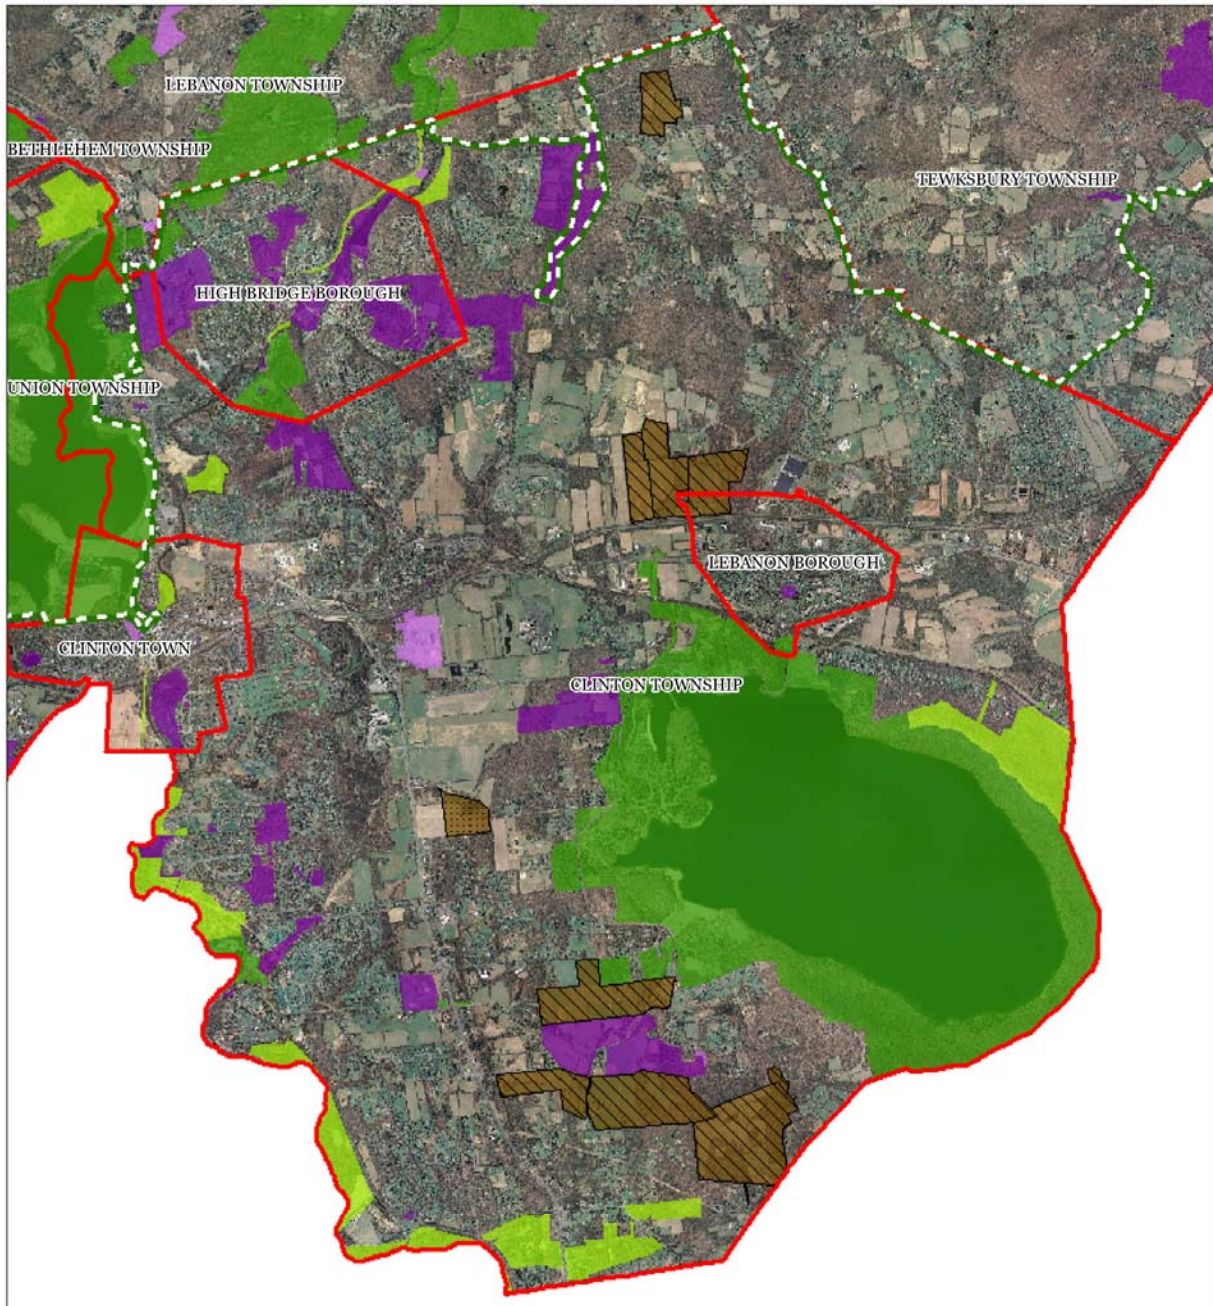 LEBANON TOWNSHIP
BETHLEHEM TOWNSHIP
TEWKSBURY TOWNSHIP
HIGH BRIDGE BOROUGH
UNION TOWNSHIP
LEBANON BOROUGH
CLINTON TOWN
CLINTON TOWNSHIP